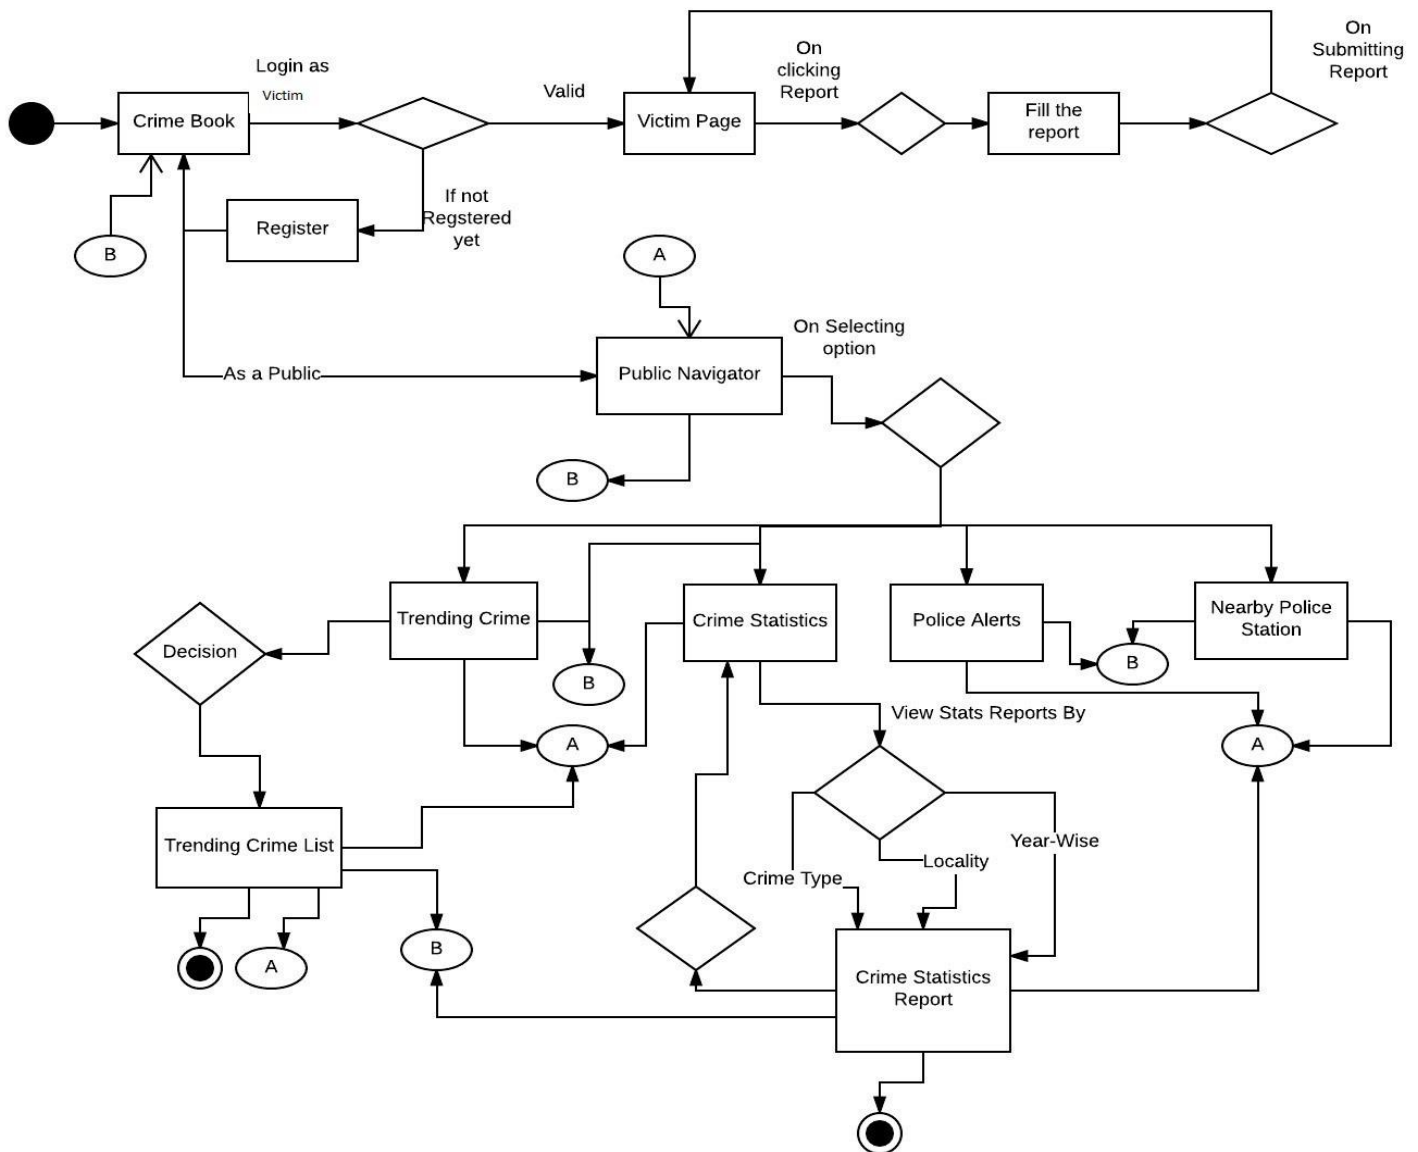 On
Submitting
Report
On
clicking
Report
Login as
Victim
Valid
Crime Book
Victim Page
Fill the
report
If not
Regstered
yet
Register
B
A
On Selecting
option
As a Public
Public Navigator
B
Trending Crime
Crime Statistics
Police Alerts
Nearby Police
Station
Decision
B
B
View Stats Reports By
A
A
Trending Crime List
Year-Wise
Locality
Crime Type
B
A
Crime Statistics
Report